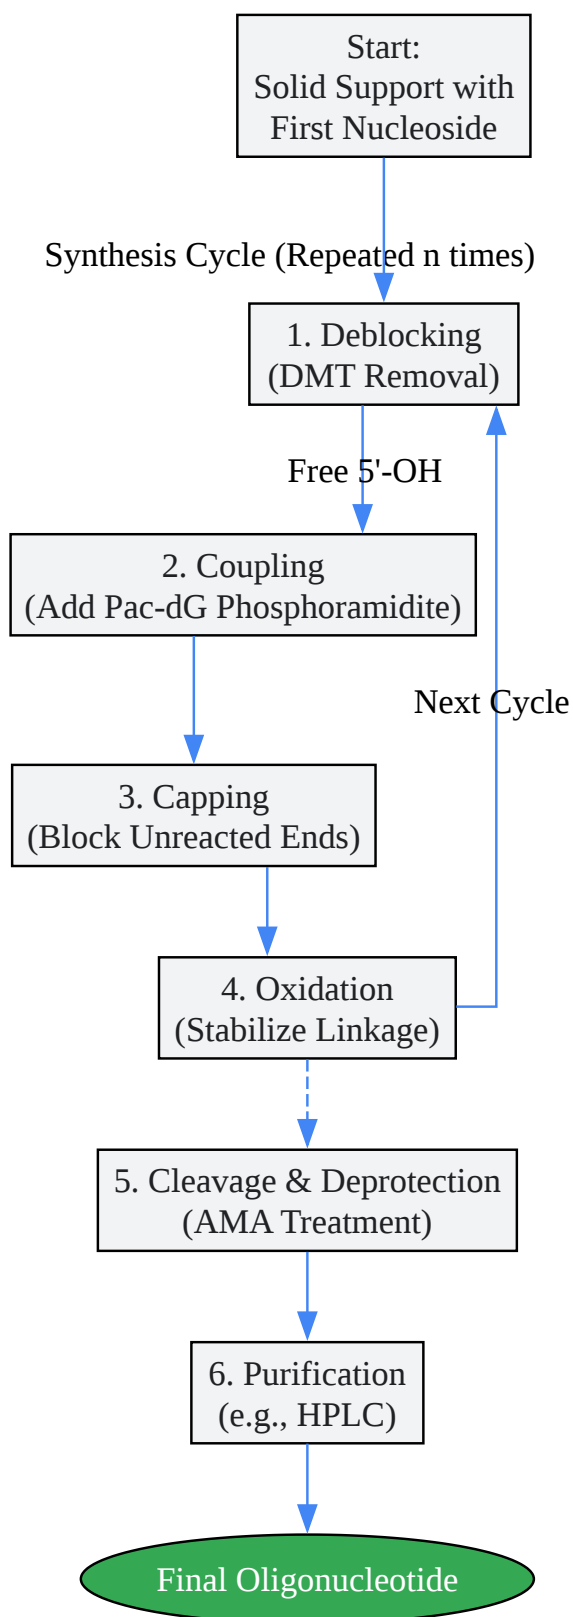 Start:
Solid Support with
First Nucleoside
Synthesis Cycle (Repeated n times)
1. Deblocking
(DMT Removal)
Free 5'-OH
2. Coupling
(Add Pac-dG Phosphoramidite)
Next Cycle
3. Capping
(Block Unreacted Ends)
4. Oxidation
(Stabilize Linkage)
5. Cleavage & Deprotection
(AMA Treatment)
6. Purification
(e.g., HPLC)
Final Oligonucleotide